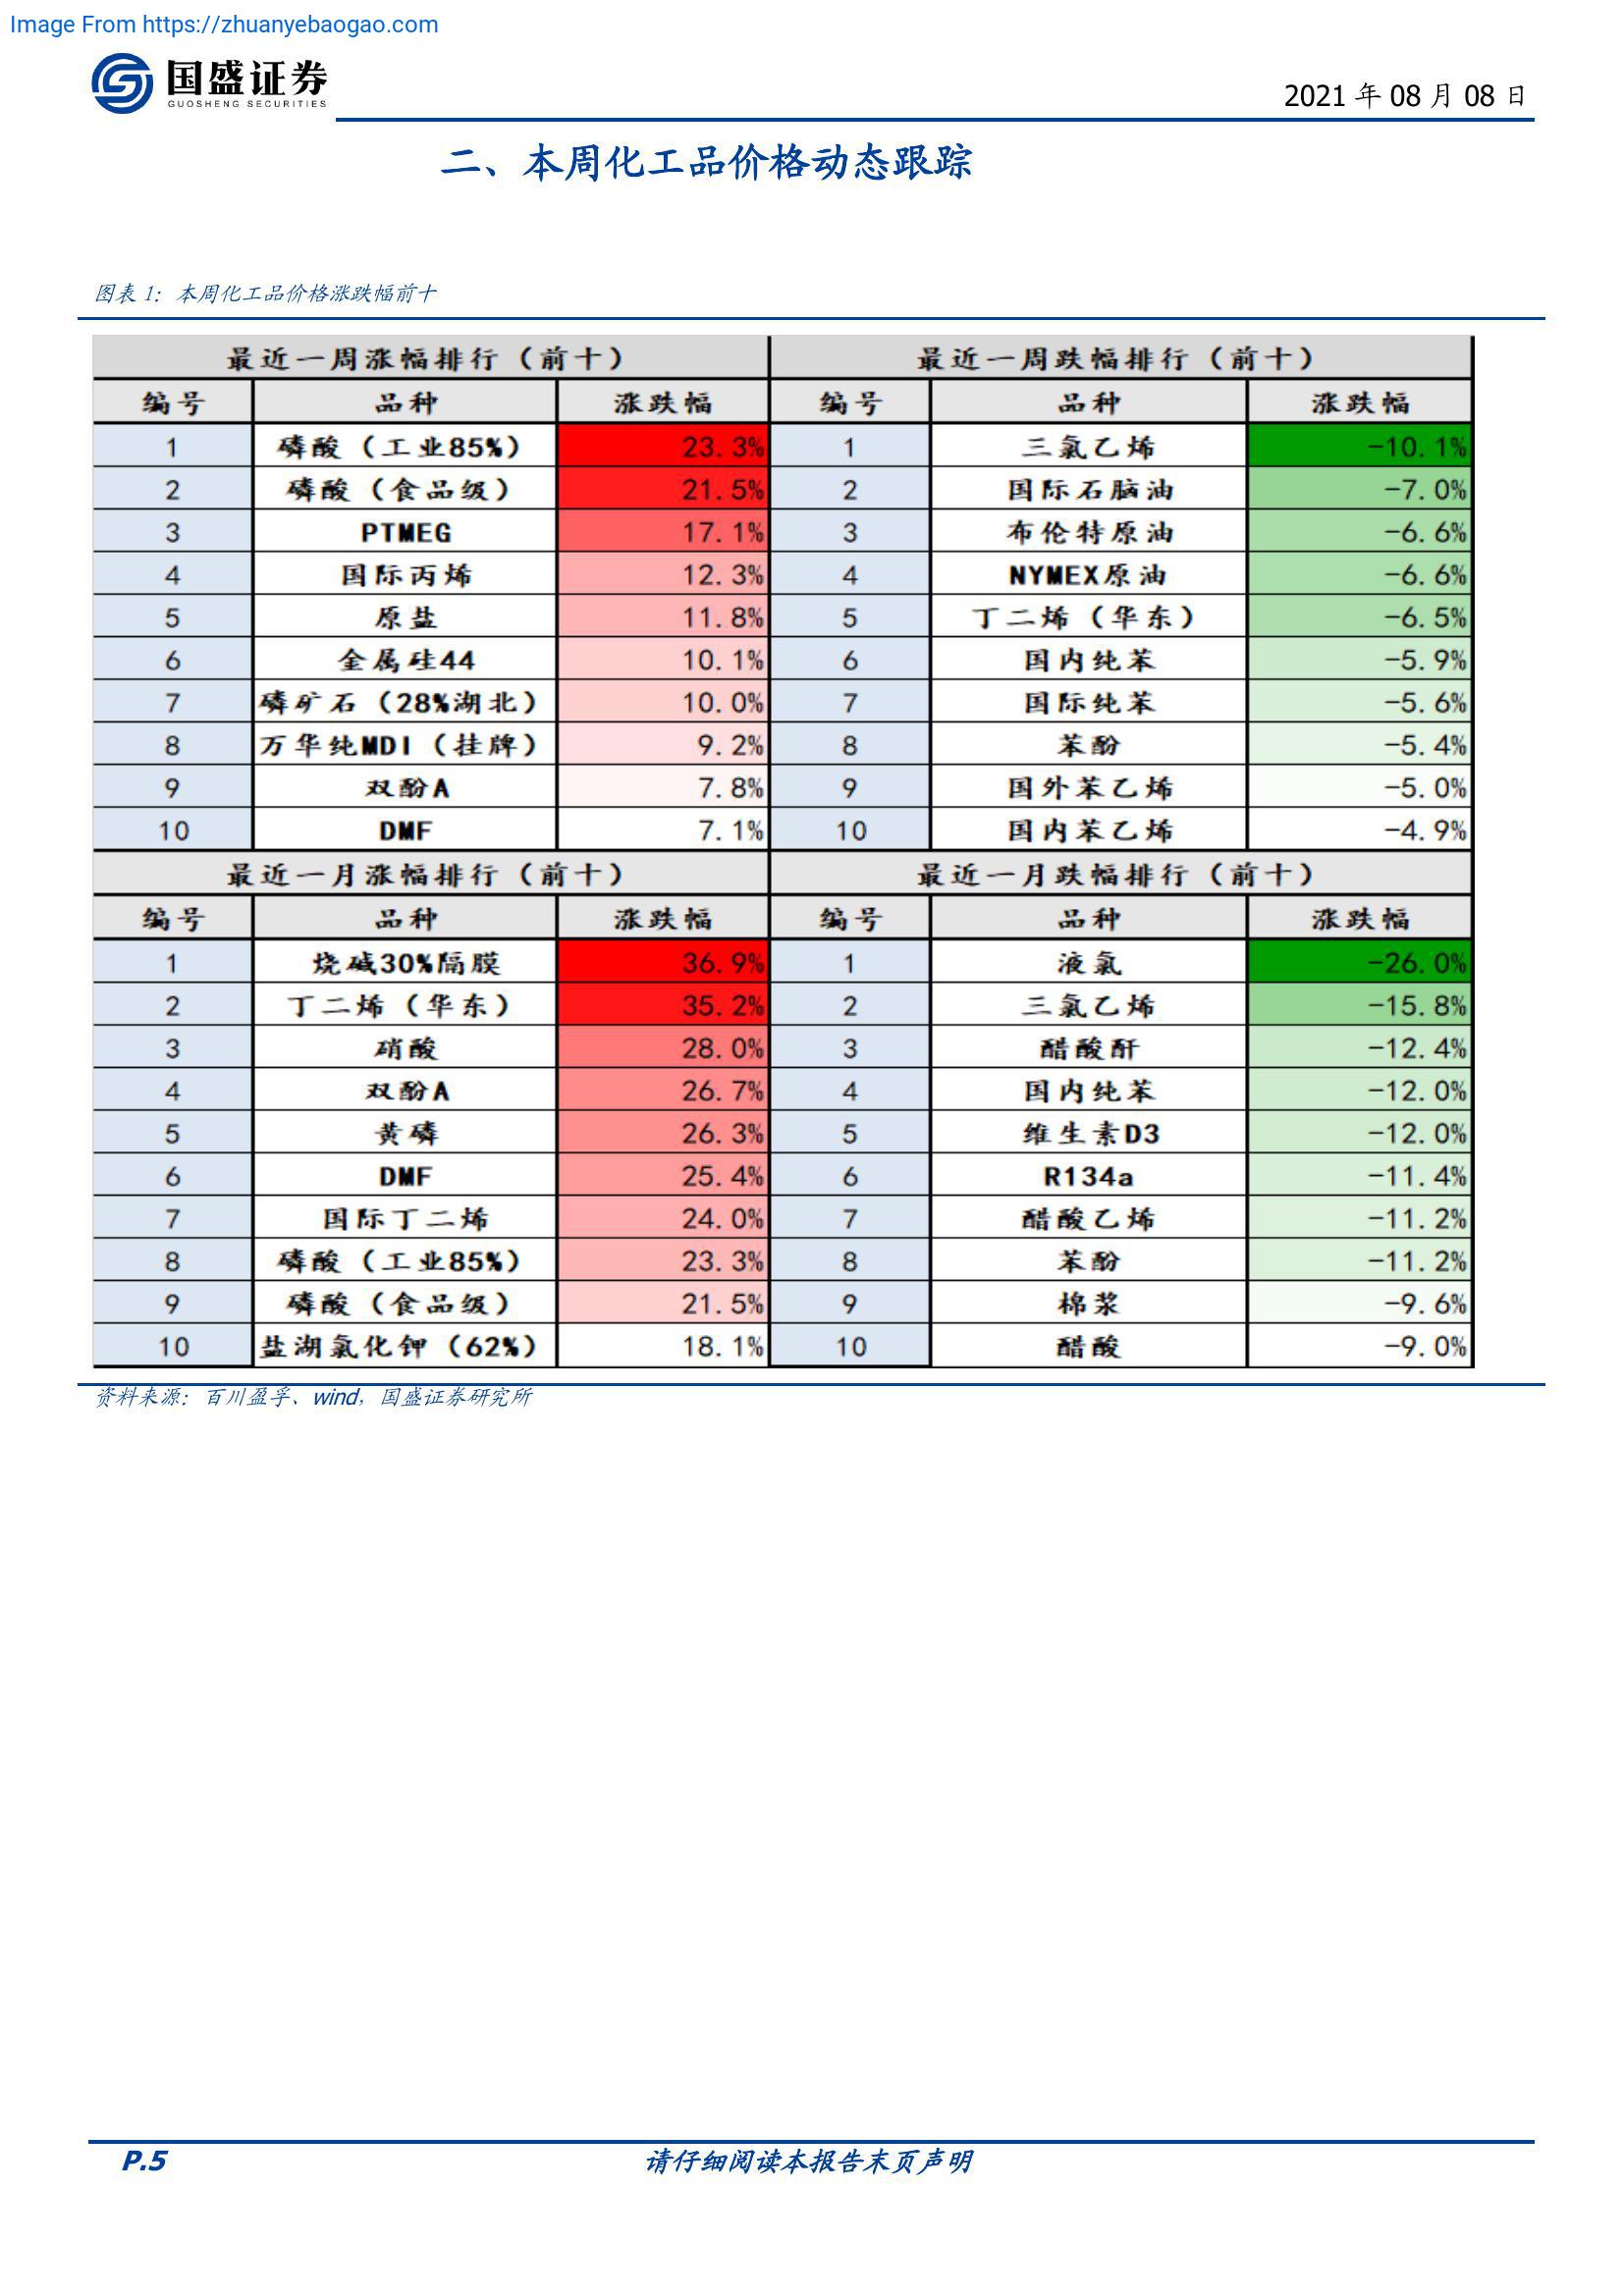 Image From https://zhuanyebaogao.com
国盛证券
GUOSHENG SECURITIES
2021 年 08 月 08 日
二、本周化工品价格动态跟踪
图表 1：本周化工品价格涨跌幅前十
最近一周涨幅排行（前十） 最近一周跌幅排行（前十）
编号 品种 涨跌幅 编号 品种 涨跌幅
1 磷酸（工业85%） 23.3% 1 三氯乙烯 -10.1%
2 磷酸（食品级） 21.5% 2 国际石脑油 -7.0%
3 PTMEG 17.1% 3 布伦特原油 -6.6%
4 国际丙烯 12.3% 4 NYMEX原油 -6.6%
5 原盐 11.8% 5 丁二烯（华东） -6.5%
6 金属硅44 10.1% 6 国内纯苯 -5.9%
7 磷矿石（28%湖北） 10.0% 7 国际纯苯 -5.6%
8 万华纯MDI（挂牌） 9.2% 8 苯酚 -5.4%
9 双酚A 7.8% 9 国外苯乙烯 -5.0%
10 DMF 7.1% 10 国内苯乙烯 -4.9%
最近一月涨幅排行（前十） 最近一月跌幅排行（前十）
编号 品种 涨跌幅 编号 品种 涨跌幅
1 烧碱30%隔膜 36.9% 1 液氯 -26.0%
2 丁二烯（华东） 35.2% 2 三氯乙烯 -15.8%
3 硝酸 28.0% 3 醋酸酐 -12.4%
4 双酚A 26.7% 4 国内纯苯 -12.0%
5 黄磷 26.3% 5 维生素D3 -12.0%
6 DMF 25.4% 6 R134a -11.4%
7 国际丁二烯 24.0% 7 醋酸乙烯 -11.2%
8 磷酸（工业85%） 23.3% 8 苯酚 -11.2%
9 磷酸（食品级） 21.5% 9 棉浆 -9.6%
10 盐湖氯化钾（62%） 18.1% 10 醋酸 -9.0%
资料来源：百川盈孚、wind，国盛证券研究所
P.5 请仔细阅读本报告末页声明